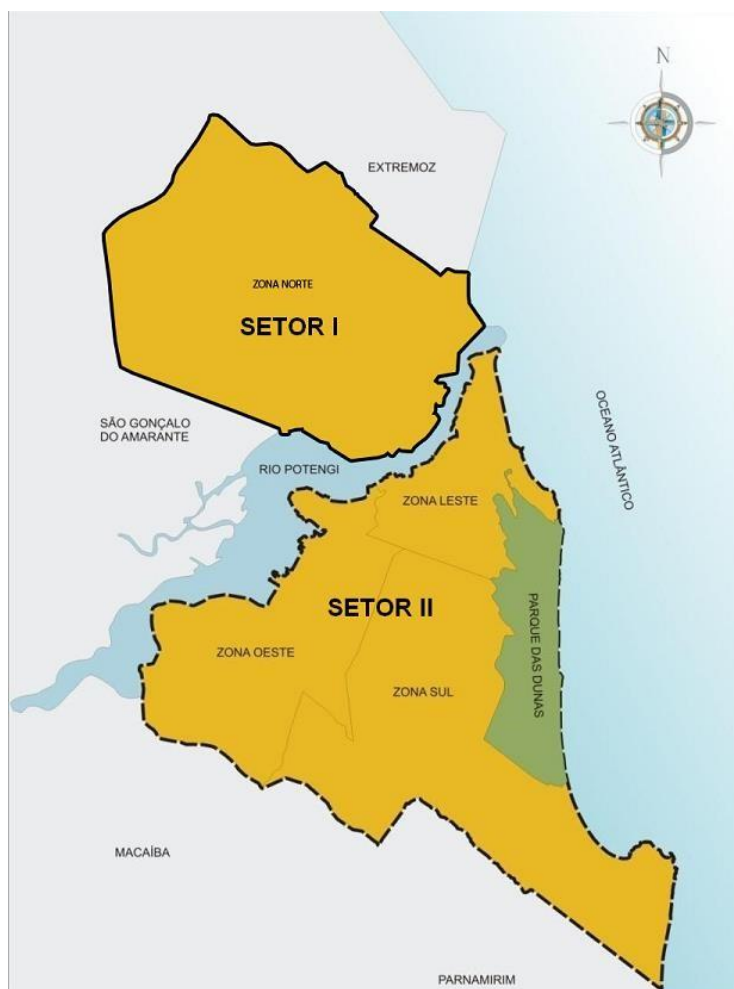 N
EXTREMOZ
ZONA NORTE
SETOR I
OCEANO ATLÂNTICO
SÃO GONÇALO
DO AMARANTE
RIO POTENGI
ZONA LESTE
SETOR II
PARQUE DAS DUNAS
ZONA OESTE
ZONA SUL
MACAÍBA
PARNAMIRIM